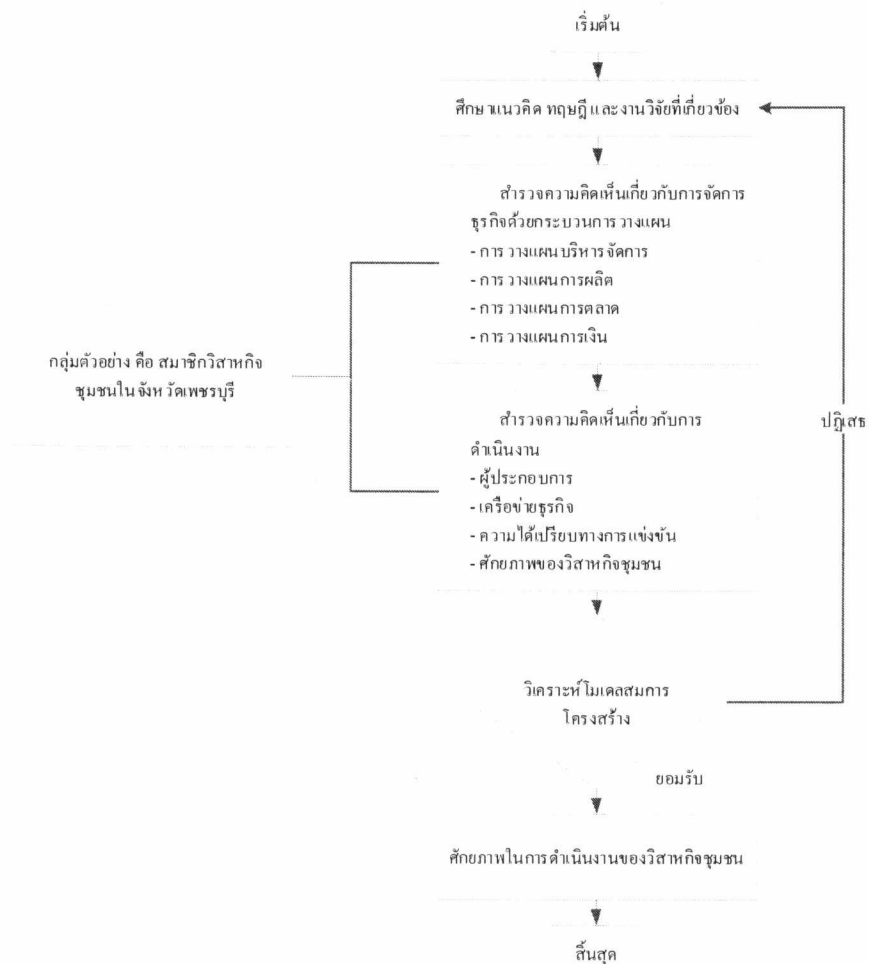 เริ่มต้น
ศึกษาแนวคิด ทฤษฎี และงานวิจัยที่เกี่ยวข้อง
สำรวจความคิดเห็นเกี่ยวกับการจัดการ
ธุรกิจด้วยกระบวนการวางแผน
- การวางแผนบริหารจัดการ
- การวางแผนการผลิต
- การวางแผนการตลาด
- การวางแผนการเงิน
กลุ่มตัวอย่าง คือ สมาชิกวิสาหกิจ
ชุมชนในจังหวัดเพชรบุรี
สำรวจความคิดเห็นเกี่ยวกับการ
ดำเนินงาน
- ผู้ประกอบการ
- เครือข่ายธุรกิจ
- ความได้เปรียบทางการแข่งขัน
- ศักยภาพของวิสาหกิจชุมชน
ปฏิเสธ
วิเคราะห์โมเดลสมการ
โครงสร้าง
ยอมรับ
ศักยภาพในการดำเนินงานของวิสาหกิจชุมชน
สิ้นสุด